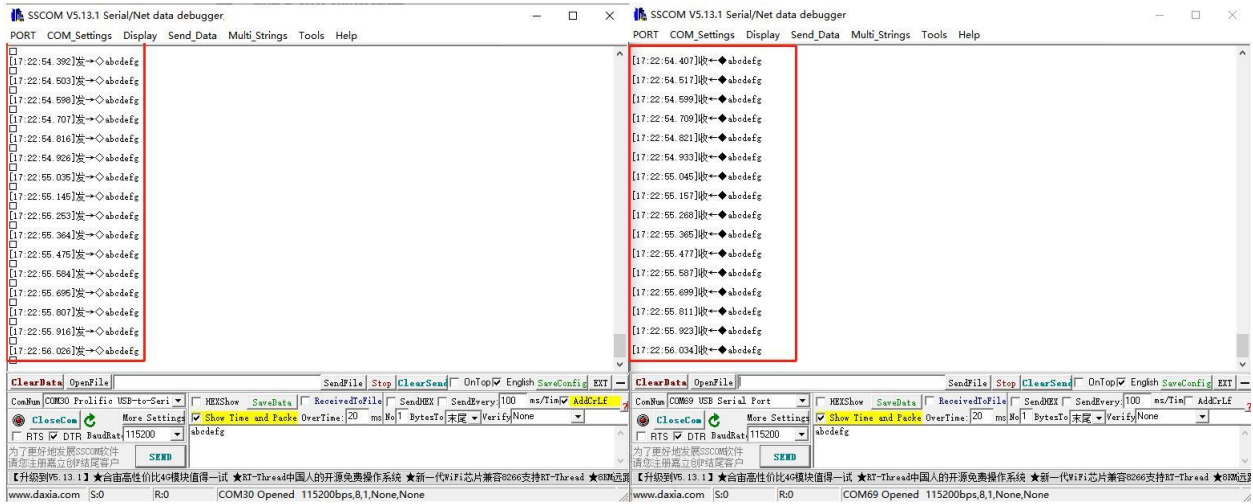 SSCOM V5.13.1 Serial/Net data debugger
PORT COM_Settings Display Send_Data Multi_Strings Tools Help
[17:22:54.392]发→◇abcdefg
[17:22:54.503]发→◇abcdefg
[17:22:54.598]发→◇abcdefg
[17:22:54.707]发→◇abcdefg
[17:22:54.816]发→◇abcdefg
[17:22:54.926]发→◇abcdefg
[17:22:55.035]发→◇abcdefg
[17:22:55.145]发→◇abcdefg
[17:22:55.253]发→◇abcdefg
[17:22:55.364]发→◇abcdefg
[17:22:55.475]发→◇abcdefg
[17:22:55.584]发→◇abcdefg
[17:22:55.695]发→◇abcdefg
[17:22:55.807]发→◇abcdefg
[17:22:55.916]发→◇abcdefg
[17:22:56.026]发→◇abcdefg
ClearData OpenFile SendFile Stop ClearSend OnTop English SaveConfig EXT —
ComNum COM30 Prolific USB-to-Seri HEXShow SaveData ReceivedToFile SendHEX SendEvery: 100 ms/Tim AddCrLf
CloseCom More Settings Show Time and Packe OverTime: 20 ms No 1 BytesTo 末尾 Verify None
RTS DTR BaudRat 115200 abcdefg
为了更好地发展SSCOM软件
请您注册嘉立创F结尾客户 SEND
【升级到V5.13.1】★合宙高性价比4G模块值得一试 ★RT-Thread中国人的开源免费操作系统 ★新一代WiFi芯片兼容8266支持RT-Thread ★8KM远
www.daxia.com S:0 R:0 COM30 Opened 115200bps,8,1,None,None
SSCOM V5.13.1 Serial/Net data debugger
PORT COM_Settings Display Send_Data Multi_Strings Tools Help
[17:22:54.407]收←◆abcdefg
[17:22:54.517]收←◆abcdefg
[17:22:54.599]收←◆abcdefg
[17:22:54.709]收←◆abcdefg
[17:22:54.821]收←◆abcdefg
[17:22:54.933]收←◆abcdefg
[17:22:55.045]收←◆abcdefg
[17:22:55.157]收←◆abcdefg
[17:22:55.268]收←◆abcdefg
[17:22:55.365]收←◆abcdefg
[17:22:55.477]收←◆abcdefg
[17:22:55.587]收←◆abcdefg
[17:22:55.699]收←◆abcdefg
[17:22:55.811]收←◆abcdefg
[17:22:55.923]收←◆abcdefg
[17:22:56.034]收←◆abcdefg
ClearData OpenFile SendFile Stop ClearSend OnTop English SaveConfig EXT —
ComNum COM69 USB Serial Port HEXShow SaveData ReceivedToFile SendHEX SendEvery: 100 ms/Tim AddCrLf
CloseCom More Settings Show Time and Packe OverTime: 20 ms No 1 BytesTo 末尾 Verify None
RTS DTR BaudRat 115200 abcdefg
为了更好地发展SSCOM软件
请您注册嘉立创F结尾客户 SEND
【升级到V5.13.1】★合宙高性价比4G模块值得一试 ★RT-Thread中国人的开源免费操作系统 ★新一代WiFi芯片兼容8266支持RT-Thread ★8KM远
www.daxia.com S:0 R:0 COM69 Opened 115200bps,8,1,None,None